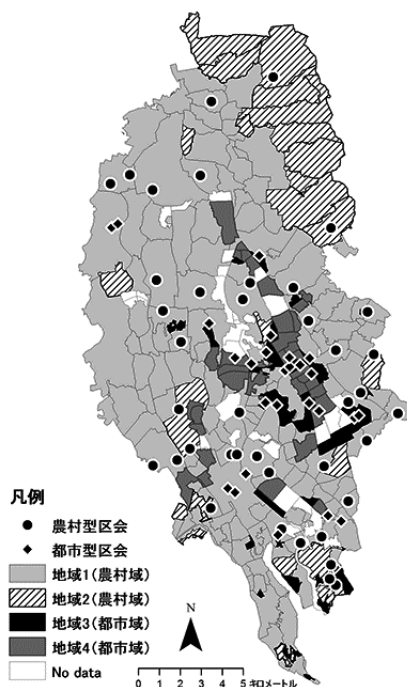 凡例
農村型区会
都市型区会
地域1(農村域)
地域2(農村域)
地域3(都市域)
地域4(都市域)
No data
N
0 1 2 3 4 5 キロメートル